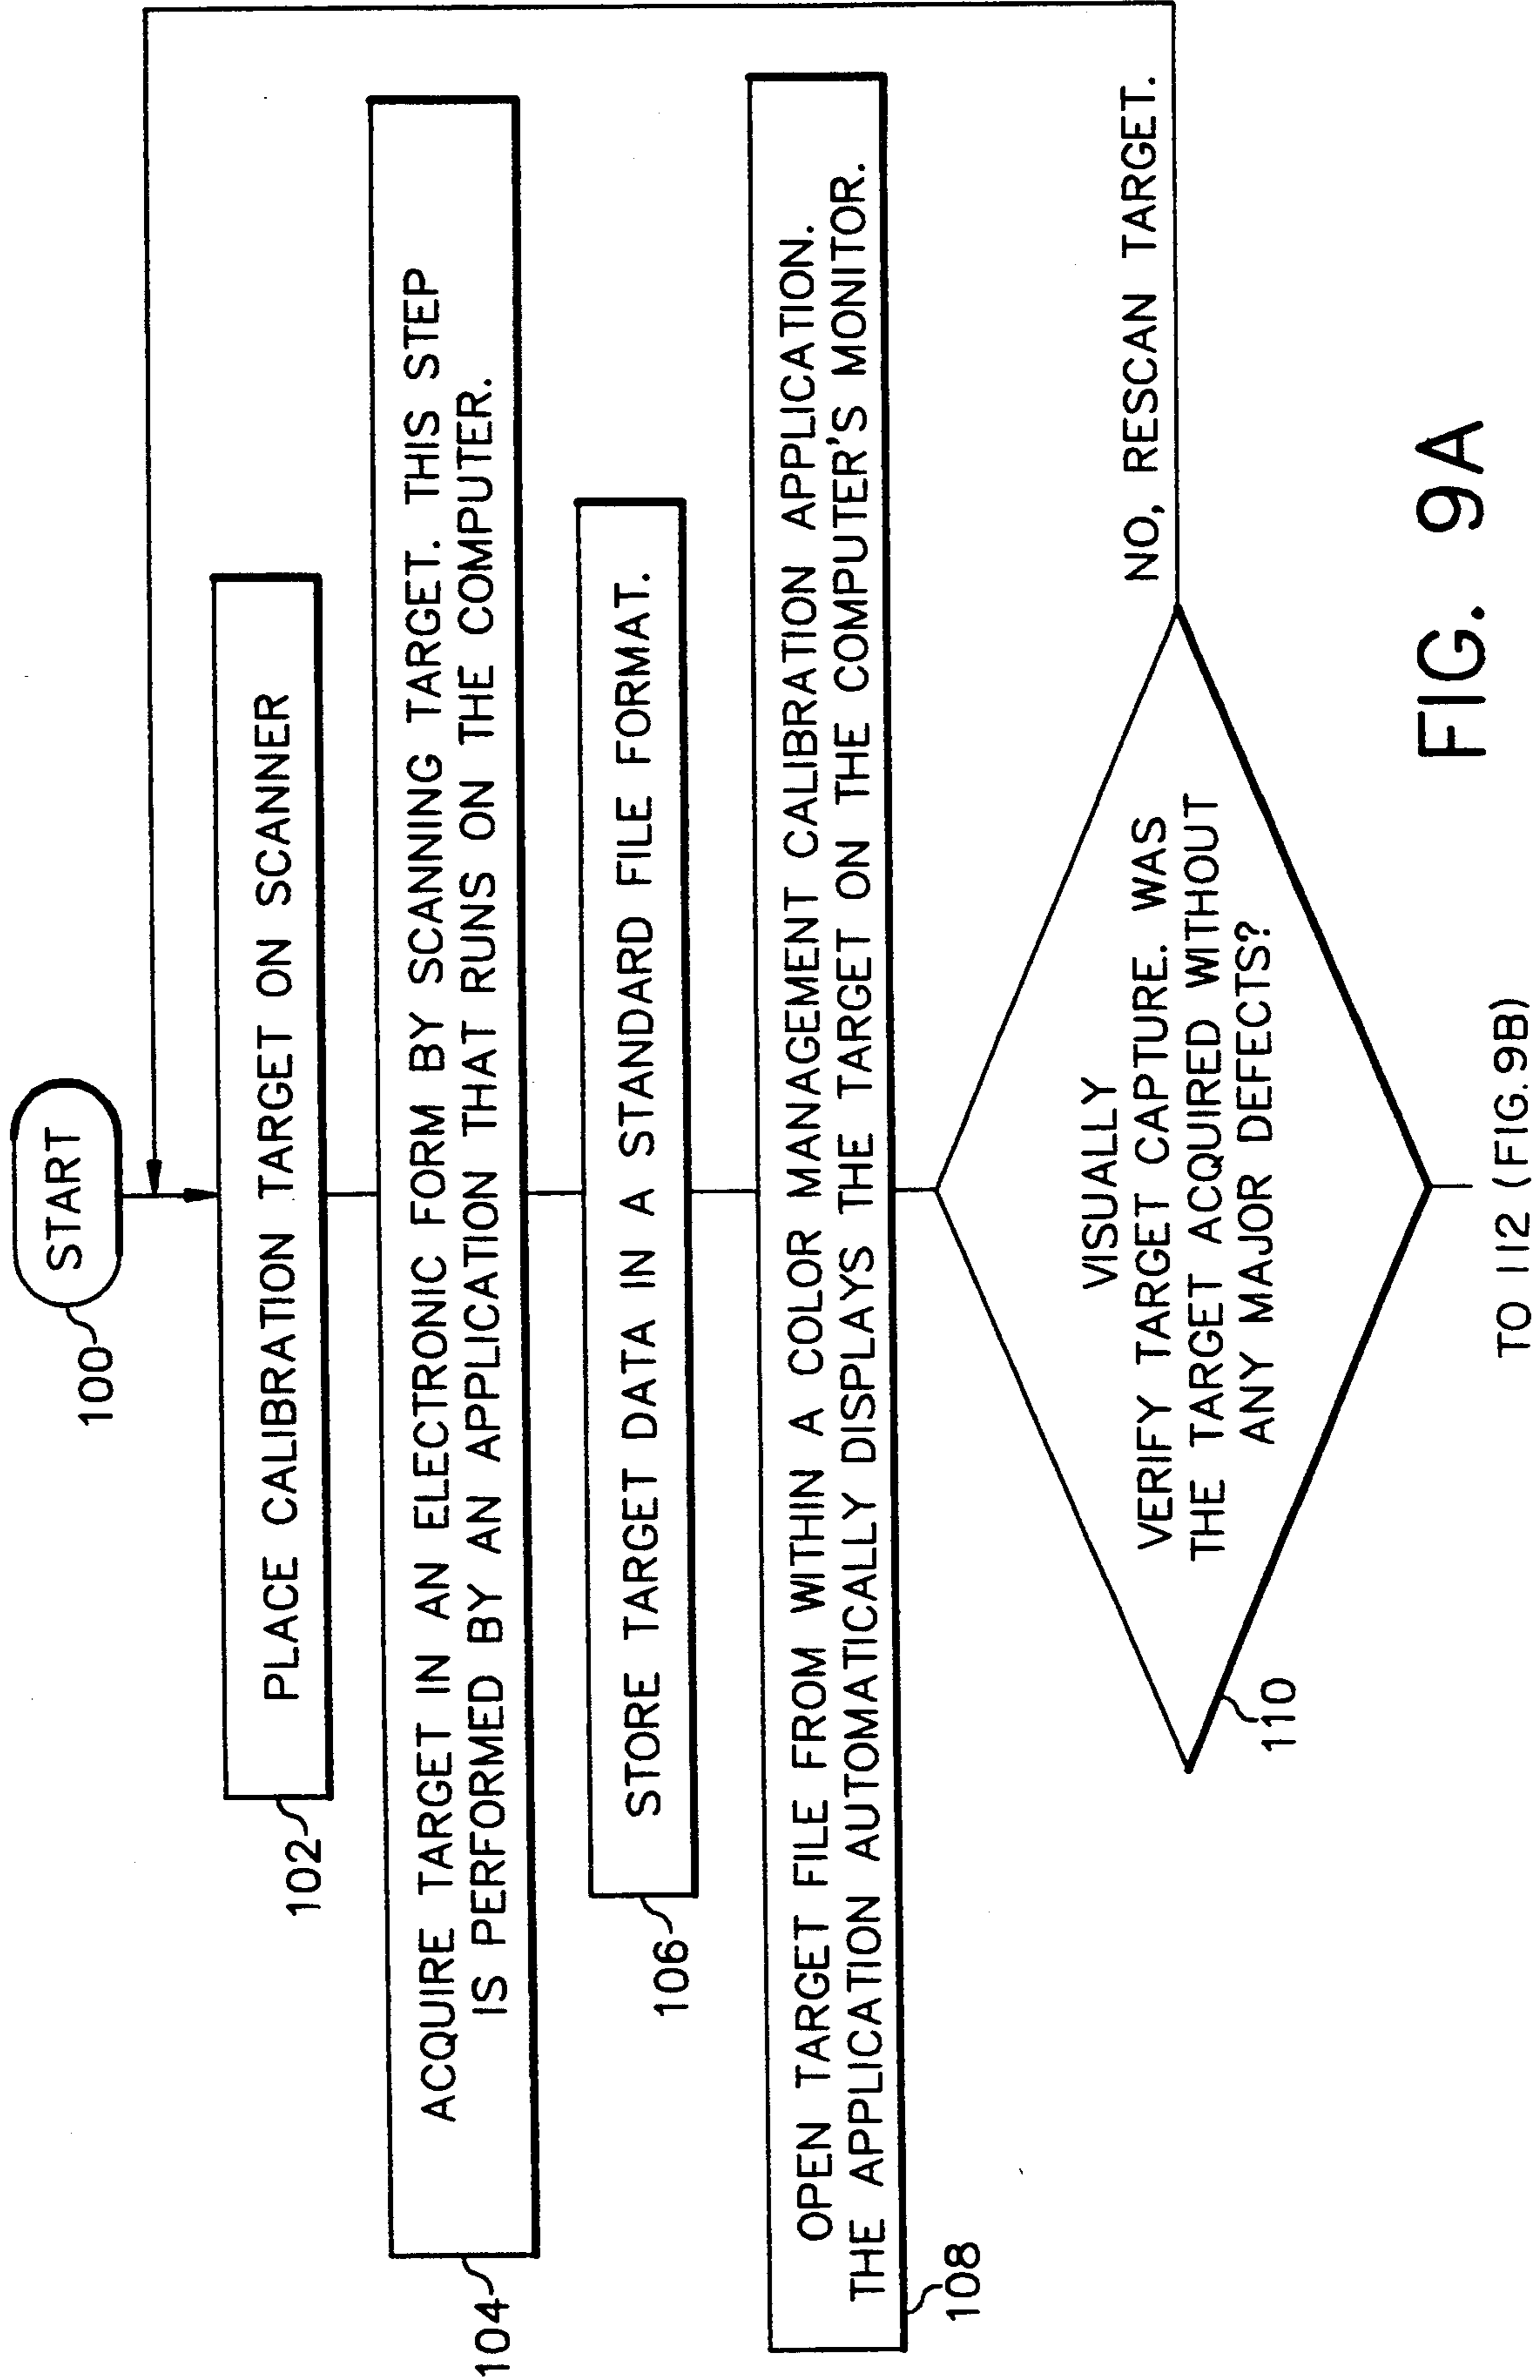 START
100
PLACE CALIBRATION TARGET ON SCANNER
102
ACQUIRE TARGET IN AN ELECTRONIC FORM BY SCANNING TARGET. THIS STEP
IS PERFORMED BY AN APPLICATION THAT RUNS ON THE COMPUTER.
104
STORE TARGET DATA IN A STANDARD FILE FORMAT.
106
OPEN TARGET FILE FROM WITHIN A COLOR MANAGEMENT CALIBRATION APPLICATION.
THE APPLICATION AUTOMATICALLY DISPLAYS THE TARGET ON THE COMPUTER'S MONITOR.
108
VISUALLY
VERIFY TARGET CAPTURE. WAS
THE TARGET ACQUIRED WITHOUT
ANY MAJOR DEFECTS?
110
NO, RESCAN TARGET.
TO 112 (FIG.9B)
FIG. 9A